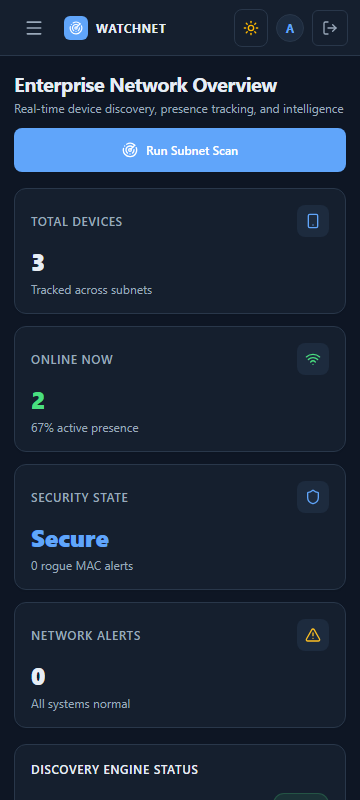 WATCHNET
A
Enterprise Network Overview
Real-time device discovery, presence tracking, and intelligence
Run Subnet Scan
TOTAL DEVICES
3
Tracked across subnets
ONLINE NOW
2
67% active presence
SECURITY STATE
Secure
0 rogue MAC alerts
NETWORK ALERTS
0
All systems normal
DISCOVERY ENGINE STATUS